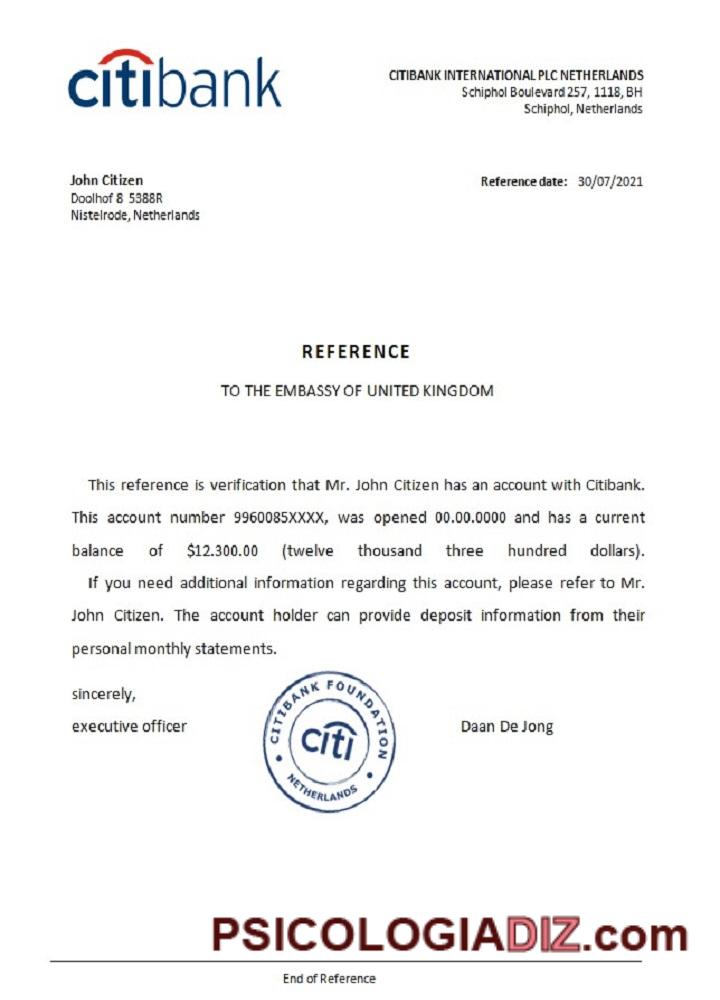 citibank
CITIBANK INTERNATIONAL PLC NETHERLANDS
Schiphol Boulevard 257, 1118, BH
Schiphol, Netherlands
John Citizen
Doolhof 8 5388R
Nistelrode, Netherlands
Reference date: 30/07/2021
REFERENCE
TO THE EMBASSY OF UNITED KINGDOM
This reference is verification that Mr. John Citizen has an account with Citibank.
This account number 9960085XXXX, was opened 00.00.0000 and has a current
balance of $12.300.00 (twelve thousand three hundred dollars).
If you need additional information regarding this account, please refer to Mr.
John Citizen. The account holder can provide deposit information from their
personal monthly statements.
sincerely,
executive officer
CITIBANK FOUNDATION
citi
NETHERLANDS
Daan De Jong
PSICOLOGIADIZ.com
End of Reference